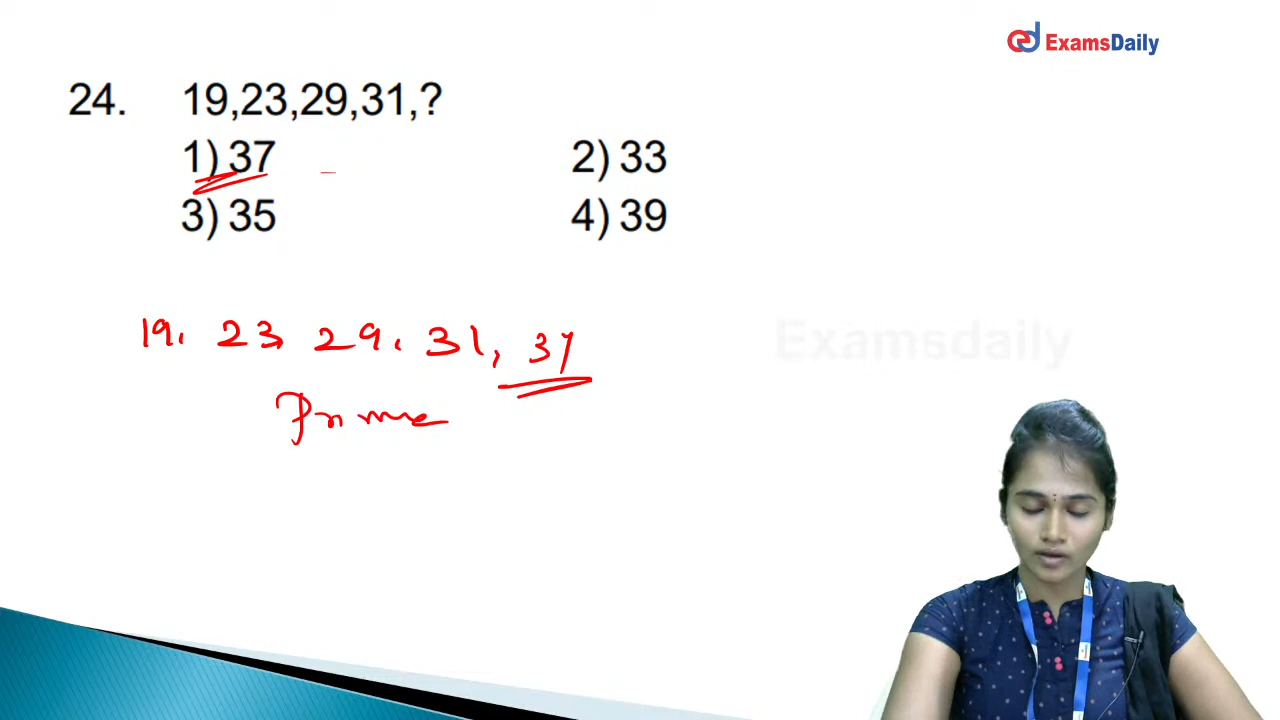 ExamsDaily
24. 19,23,29,31,?
1) 37 2) 33
3) 35 4) 39
19, 23 29, 31, 37
Prime
Examsdaily